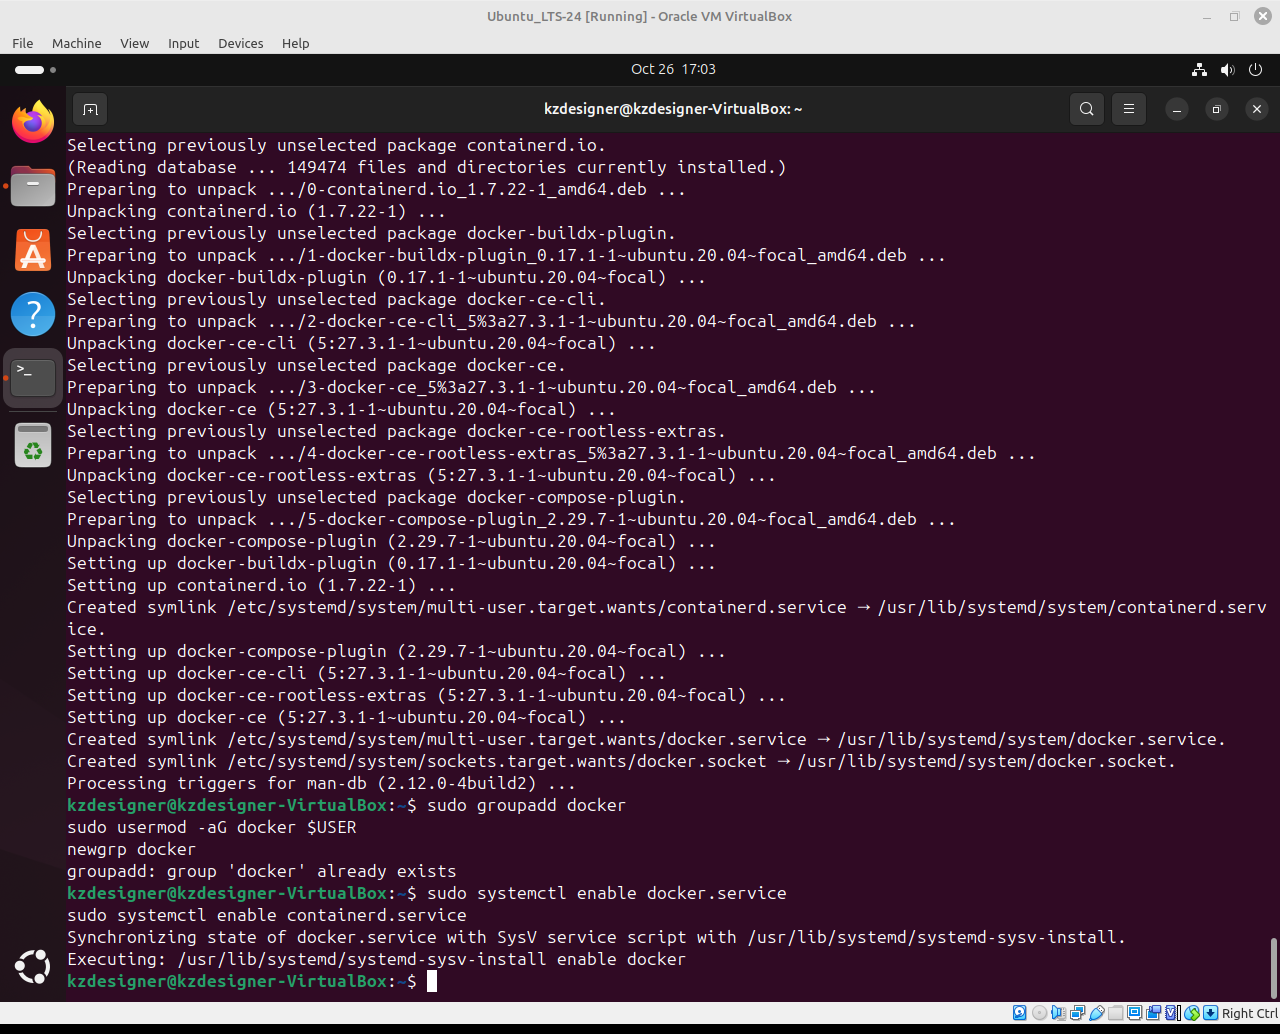 Ubuntu_LTS-24 [Running] - Oracle VM VirtualBox
File Machine View Input Devices Help
Oct 26 17:03
kzdesigner@kzdesigner-VirtualBox: ~
Selecting previously unselected package containerd.io.
(Reading database ... 149474 files and directories currently installed.)
Preparing to unpack .../0-containerd.io_1.7.22-1_amd64.deb ...
Unpacking containerd.io (1.7.22-1) ...
Selecting previously unselected package docker-buildx-plugin.
Preparing to unpack .../1-docker-buildx-plugin_0.17.1-1~ubuntu.20.04~focal_amd64.deb ...
Unpacking docker-buildx-plugin (0.17.1-1~ubuntu.20.04~focal) ...
Selecting previously unselected package docker-ce-cli.
Preparing to unpack .../2-docker-ce-cli_5%3a27.3.1-1~ubuntu.20.04~focal_amd64.deb ...
Unpacking docker-ce-cli (5:27.3.1-1~ubuntu.20.04~focal) ...
Selecting previously unselected package docker-ce.
Preparing to unpack .../3-docker-ce_5%3a27.3.1-1~ubuntu.20.04~focal_amd64.deb ...
Unpacking docker-ce (5:27.3.1-1~ubuntu.20.04~focal) ...
Selecting previously unselected package docker-ce-rootless-extras.
Preparing to unpack .../4-docker-ce-rootless-extras_5%3a27.3.1-1~ubuntu.20.04~focal_amd64.deb ...
Unpacking docker-ce-rootless-extras (5:27.3.1-1~ubuntu.20.04~focal) ...
Selecting previously unselected package docker-compose-plugin.
Preparing to unpack .../5-docker-compose-plugin_2.29.7-1~ubuntu.20.04~focal_amd64.deb ...
Unpacking docker-compose-plugin (2.29.7-1~ubuntu.20.04~focal) ...
Setting up docker-buildx-plugin (0.17.1-1~ubuntu.20.04~focal) ...
Setting up containerd.io (1.7.22-1) ...
Created symlink /etc/systemd/system/multi-user.target.wants/containerd.service → /usr/lib/systemd/system/containerd.serv
ice.
Setting up docker-compose-plugin (2.29.7-1~ubuntu.20.04~focal) ...
Setting up docker-ce-cli (5:27.3.1-1~ubuntu.20.04~focal) ...
Setting up docker-ce-rootless-extras (5:27.3.1-1~ubuntu.20.04~focal) ...
Setting up docker-ce (5:27.3.1-1~ubuntu.20.04~focal) ...
Created symlink /etc/systemd/system/multi-user.target.wants/docker.service → /usr/lib/systemd/system/docker.service.
Created symlink /etc/systemd/system/sockets.target.wants/docker.socket → /usr/lib/systemd/system/docker.socket.
Processing triggers for man-db (2.12.0-4build2) ...
kzdesigner@kzdesigner-VirtualBox:~$ sudo groupadd docker
sudo usermod -aG docker $USER
newgrp docker
groupadd: group 'docker' already exists
kzdesigner@kzdesigner-VirtualBox:~$ sudo systemctl enable docker.service
sudo systemctl enable containerd.service
Synchronizing state of docker.service with SysV service script with /usr/lib/systemd/systemd-sysv-install.
Executing: /usr/lib/systemd/systemd-sysv-install enable docker
kzdesigner@kzdesigner-VirtualBox:~$
Right Ctrl